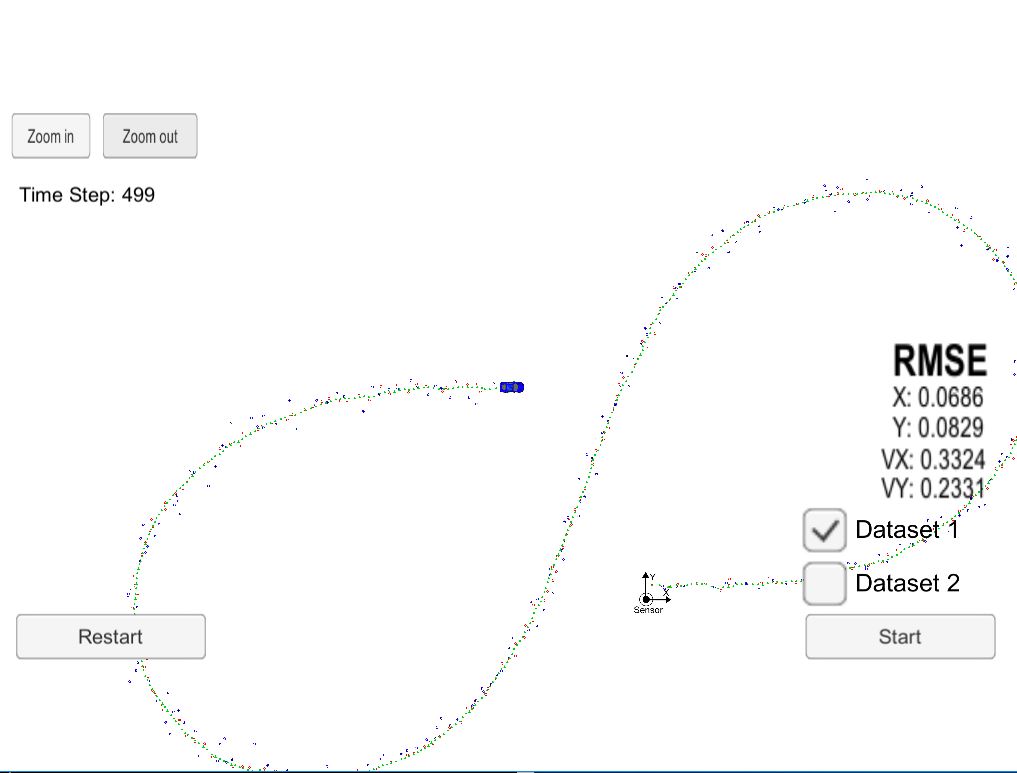 Zoom in
Zoom out
Time Step: 499
RMSE
X: 0.0686
Y: 0.0829
VX: 0.3324
VY: 0.2331
Dataset 1
Y
X
Sensor
Dataset 2
Restart
Start